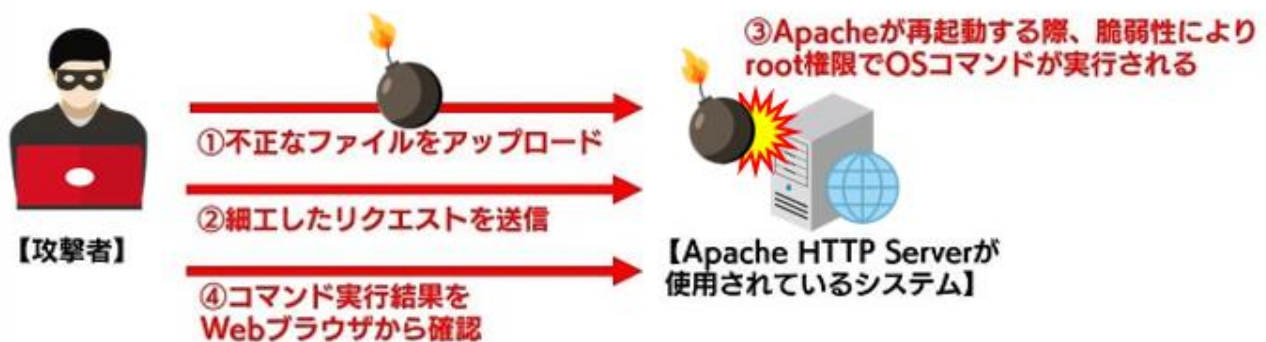 ③Apacheが再起動する際、脆弱性により
root権限でOSコマンドが実行される
①不正なファイルをアップロード
②細工したリクエストを送信
【攻撃者】
【Apache HTTP Serverが
使用されているシステム】
④コマンド実行結果を
Webブラウザから確認